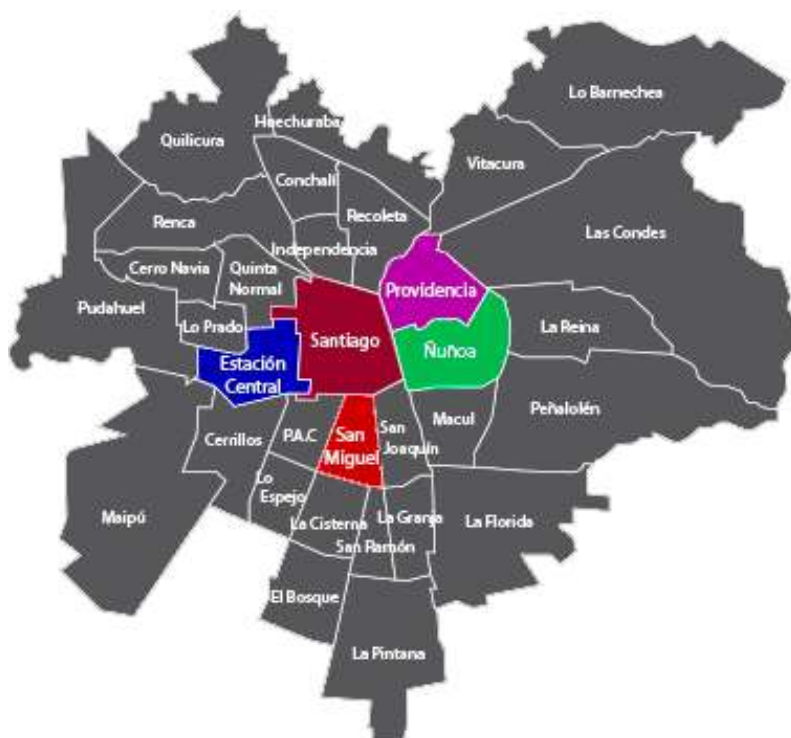 Lo Barnechea
Huechuraba
Quilicura
Vitacura
Conchalí
Recoleta
Renca
Las Condes
Independencia
Cerro Navia
Quinta
Normal
Providencia
Pudahuel
Lo Prado
La Reina
Santiago
Ñuñoa
Estación
Central
Peñalolén
Macul
P.A.C
San
Miguel
San
Joaquín
Cerrillos
Lo
Espejo
Maipú
La Cisterna
La Granja
La Florida
San Ramón
El Bosque
La Pintana